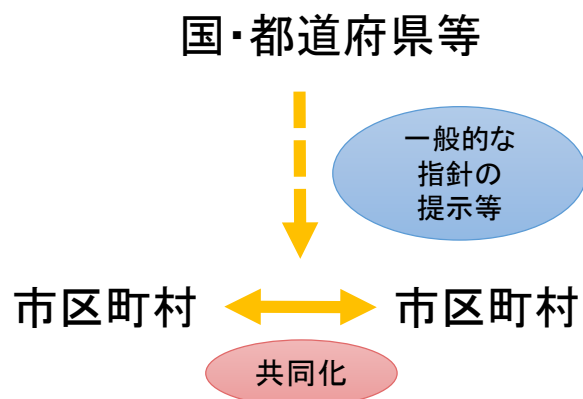 国・都道府県等
一般的な
指針の
提示等
市区町村
市区町村
共同化